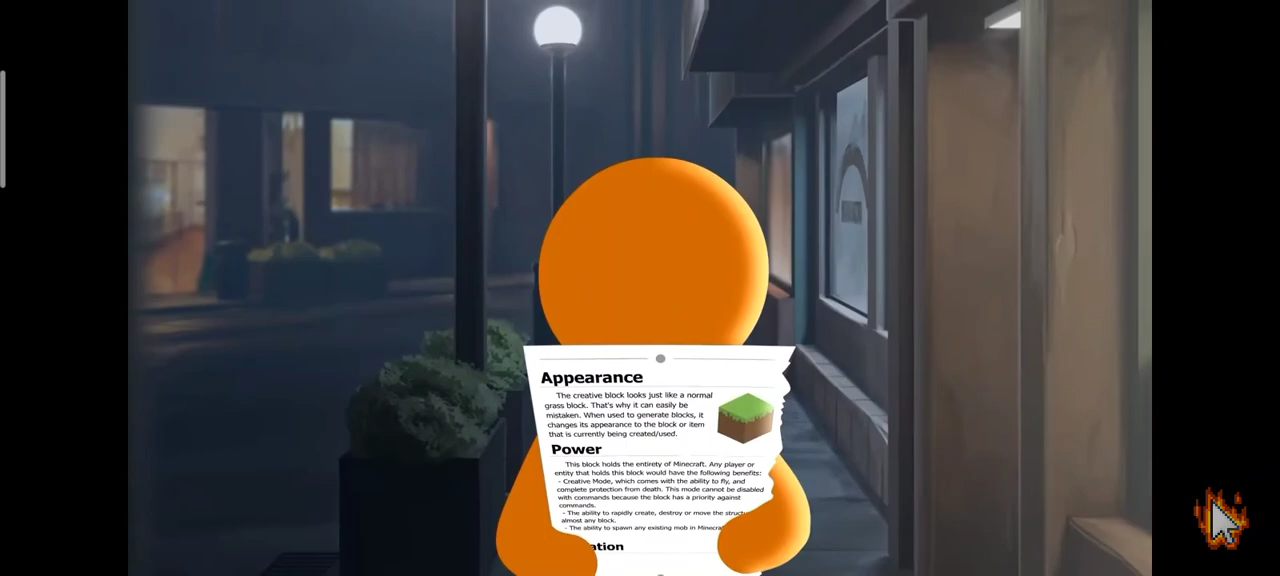 Appearance
The creative block looks just like a normal
grass block. That's why it can easily be
mistaken. When used to generate blocks, it
changes its appearance to the block or item
that is currently being created/used.
Power
This block holds the entirety of Minecraft. Any player or
entity that holds this block would have the following benefits:
- Creative Mode, which comes with the ability to fly, and
complete protection from death. This mode cannot be disabled
with commands because the block has a priority against
commands.
- The ability to rapidly create, destroy or move the
almost any block.
- The ability to spawn any existing mob in